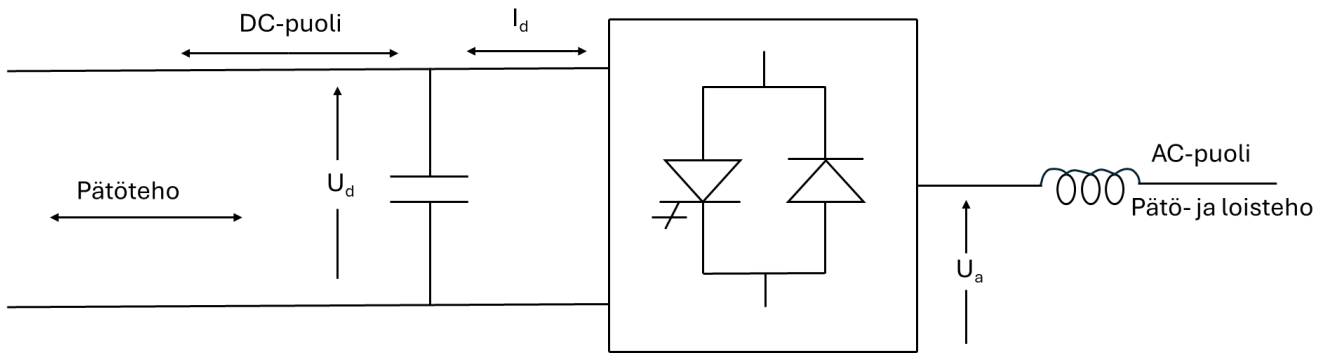 DC-puoli
I_d
Pätöteho
U_d
AC-puoli
Pätö- ja loisteho
U_a